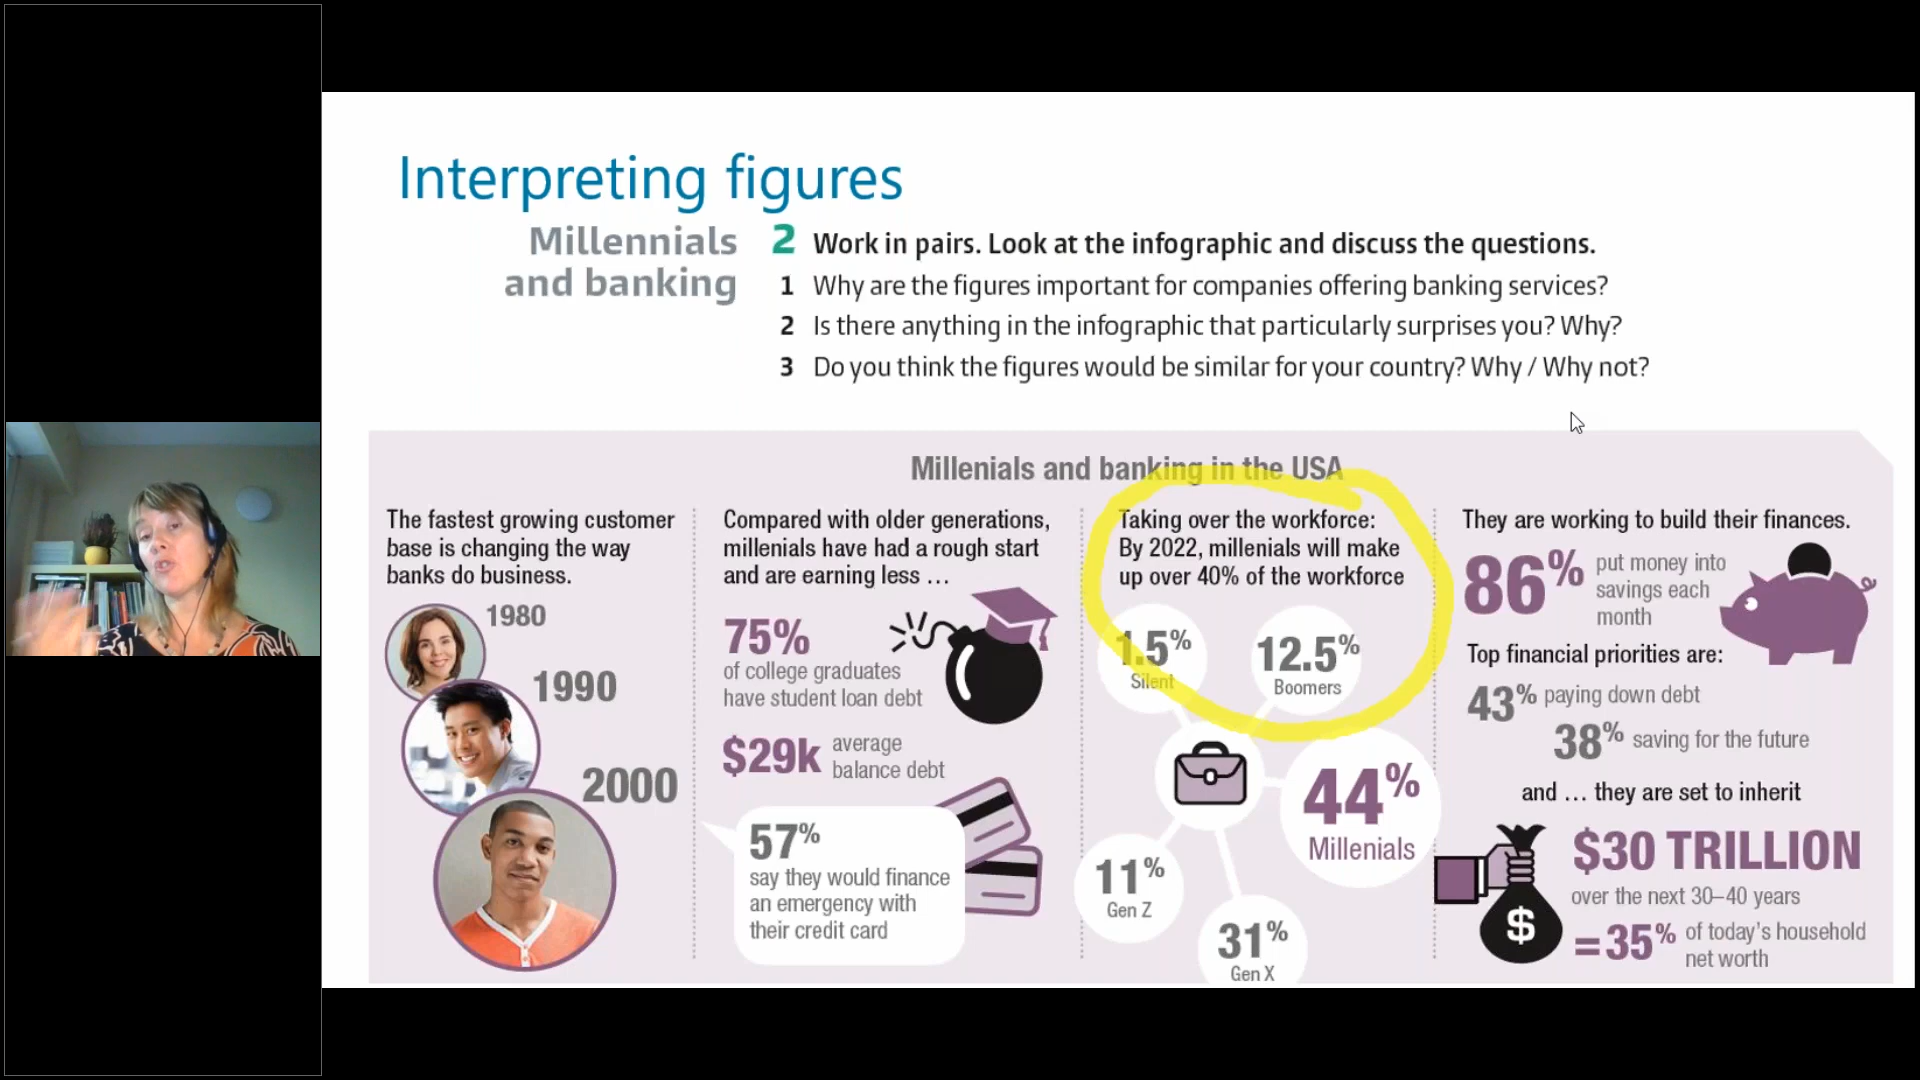 Interpreting figures
Millennials
and banking
2 Work in pairs. Look at the infographic and discuss the questions.
1 Why are the figures important for companies offering banking services?
2 Is there anything in the infographic that particularly surprises you? Why?
3 Do you think the figures would be similar for your country? Why / Why not?
Millenials and banking in the USA
The fastest growing customer
base is changing the way
banks do business.
1980
1990
2000
Compared with older generations,
millenials have had a rough start
and are earning less …
75%
of college graduates
have student loan debt
$29k average
balance debt
57%
say they would finance
an emergency with
their credit card
Taking over the workforce:
By 2022, millenials will make
up over 40% of the workforce
1.5%
Silent
12.5%
Boomers
44%
Millenials
11%
Gen Z
31%
Gen X
They are working to build their finances.
86% put money into
savings each
month
Top financial priorities are:
43% paying down debt
38% saving for the future
and … they are set to inherit
$30 TRILLION
over the next 30–40 years
=35% of today's household
net worth
$